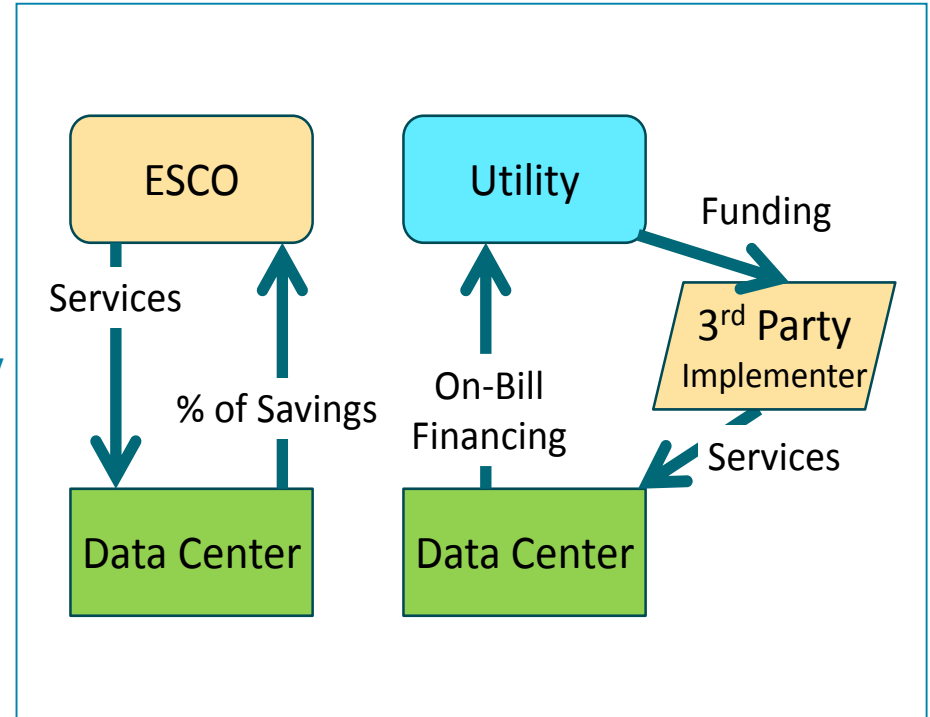 ESCO
Utility
Funding
Services
3rd Party
Implementer
% of Savings
On-Bill
Financing
Services
Data Center
Data Center